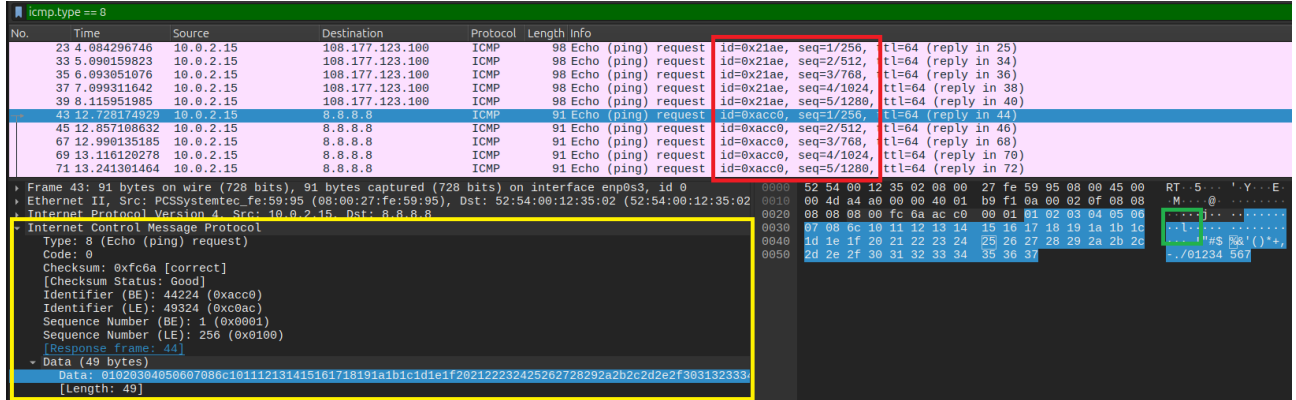 icmp.type == 8
No. Time Source Destination Protocol Length Info
23 4.084296746 10.0.2.15 108.177.123.100 ICMP 98 Echo (ping) request id=0x21ae, seq=1/256, ttl=64 (reply in 25)
33 5.090159823 10.0.2.15 108.177.123.100 ICMP 98 Echo (ping) request id=0x21ae, seq=2/512, ttl=64 (reply in 34)
35 6.093051076 10.0.2.15 108.177.123.100 ICMP 98 Echo (ping) request id=0x21ae, seq=3/768, ttl=64 (reply in 36)
37 7.099311642 10.0.2.15 108.177.123.100 ICMP 98 Echo (ping) request id=0x21ae, seq=4/1024, ttl=64 (reply in 38)
39 8.115951985 10.0.2.15 108.177.123.100 ICMP 98 Echo (ping) request id=0x21ae, seq=5/1280, ttl=64 (reply in 40)
43 12.728174929 10.0.2.15 8.8.8.8 ICMP 91 Echo (ping) request id=0xacc0, seq=1/256, ttl=64 (reply in 44)
45 12.857108632 10.0.2.15 8.8.8.8 ICMP 91 Echo (ping) request id=0xacc0, seq=2/512, ttl=64 (reply in 46)
67 12.990135185 10.0.2.15 8.8.8.8 ICMP 91 Echo (ping) request id=0xacc0, seq=3/768, ttl=64 (reply in 68)
69 13.116120278 10.0.2.15 8.8.8.8 ICMP 91 Echo (ping) request id=0xacc0, seq=4/1024, ttl=64 (reply in 70)
71 13.241301464 10.0.2.15 8.8.8.8 ICMP 91 Echo (ping) request id=0xacc0, seq=5/1280, ttl=64 (reply in 72)
Frame 43: 91 bytes on wire (728 bits), 91 bytes captured (728 bits) on interface enp0s3, id 0
Ethernet II, Src: PCSSystemtec_fe:59:95 (08:00:27:fe:59:95), Dst: 52:54:00:12:35:02 (52:54:00:12:35:02
Internet Protocol Version 4, Src: 10.0.2.15, Dst: 8.8.8.8
Internet Control Message Protocol
Type: 8 (Echo (ping) request)
Code: 0
Checksum: 0xfc6a [correct]
[Checksum Status: Good]
Identifier (BE): 44224 (0xacc0)
Identifier (LE): 49324 (0xc0ac)
Sequence Number (BE): 1 (0x0001)
Sequence Number (LE): 256 (0x0100)
[Response frame: 44]
Data (49 bytes)
Data: 01020304050607086c101112131415161718191a1b1c1d1e1f202122232425262728292a2b2c2d2e2f3031323334
[Length: 49]
0000 52 54 00 12 35 02 08 00 27 fe 59 95 08 00 45 00 RT··5··· '·Y···E·
0010 00 4d a4 a0 00 00 40 01 b9 f1 0a 00 02 0f 08 08 ·M····@· ········
0020 08 08 08 00 fc 6a ac c0 00 01 01 02 03 04 05 06 ·····j·· ········
0030 07 08 6c 10 11 12 13 14 15 16 17 18 19 1a 1b 1c ··l····· ········
0040 1d 1e 1f 20 21 22 23 24 25 26 27 28 29 2a 2b 2c ··· !"#$ %&'()*+,
0050 2d 2e 2f 30 31 32 33 34 35 36 37 -./01234 567